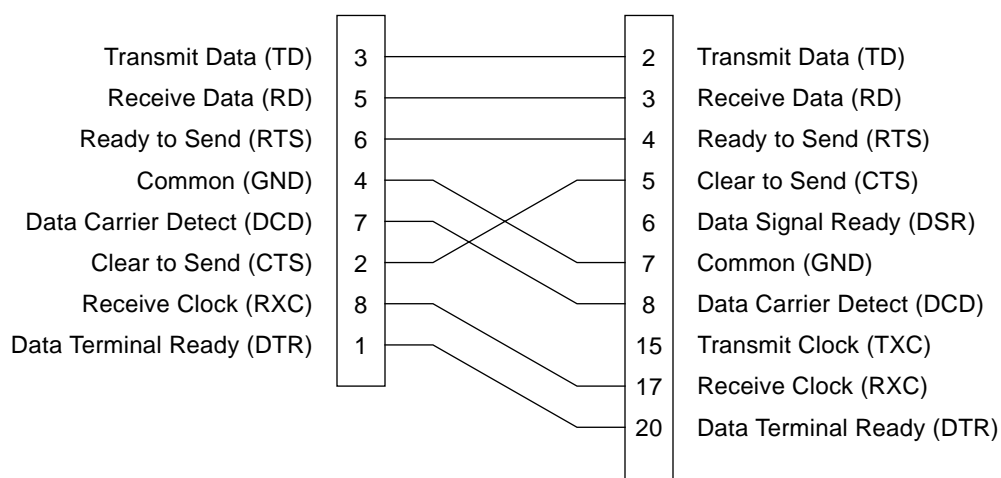 Transmit Data (TD) 3 2 Transmit Data (TD)
Receive Data (RD) 5 3 Receive Data (RD)
Ready to Send (RTS) 6 4 Ready to Send (RTS)
Common (GND) 4 5 Clear to Send (CTS)
Data Carrier Detect (DCD) 7 6 Data Signal Ready (DSR)
Clear to Send (CTS) 2 7 Common (GND)
Receive Clock (RXC) 8 8 Data Carrier Detect (DCD)
Data Terminal Ready (DTR) 1 15 Transmit Clock (TXC)
17 Receive Clock (RXC)
20 Data Terminal Ready (DTR)